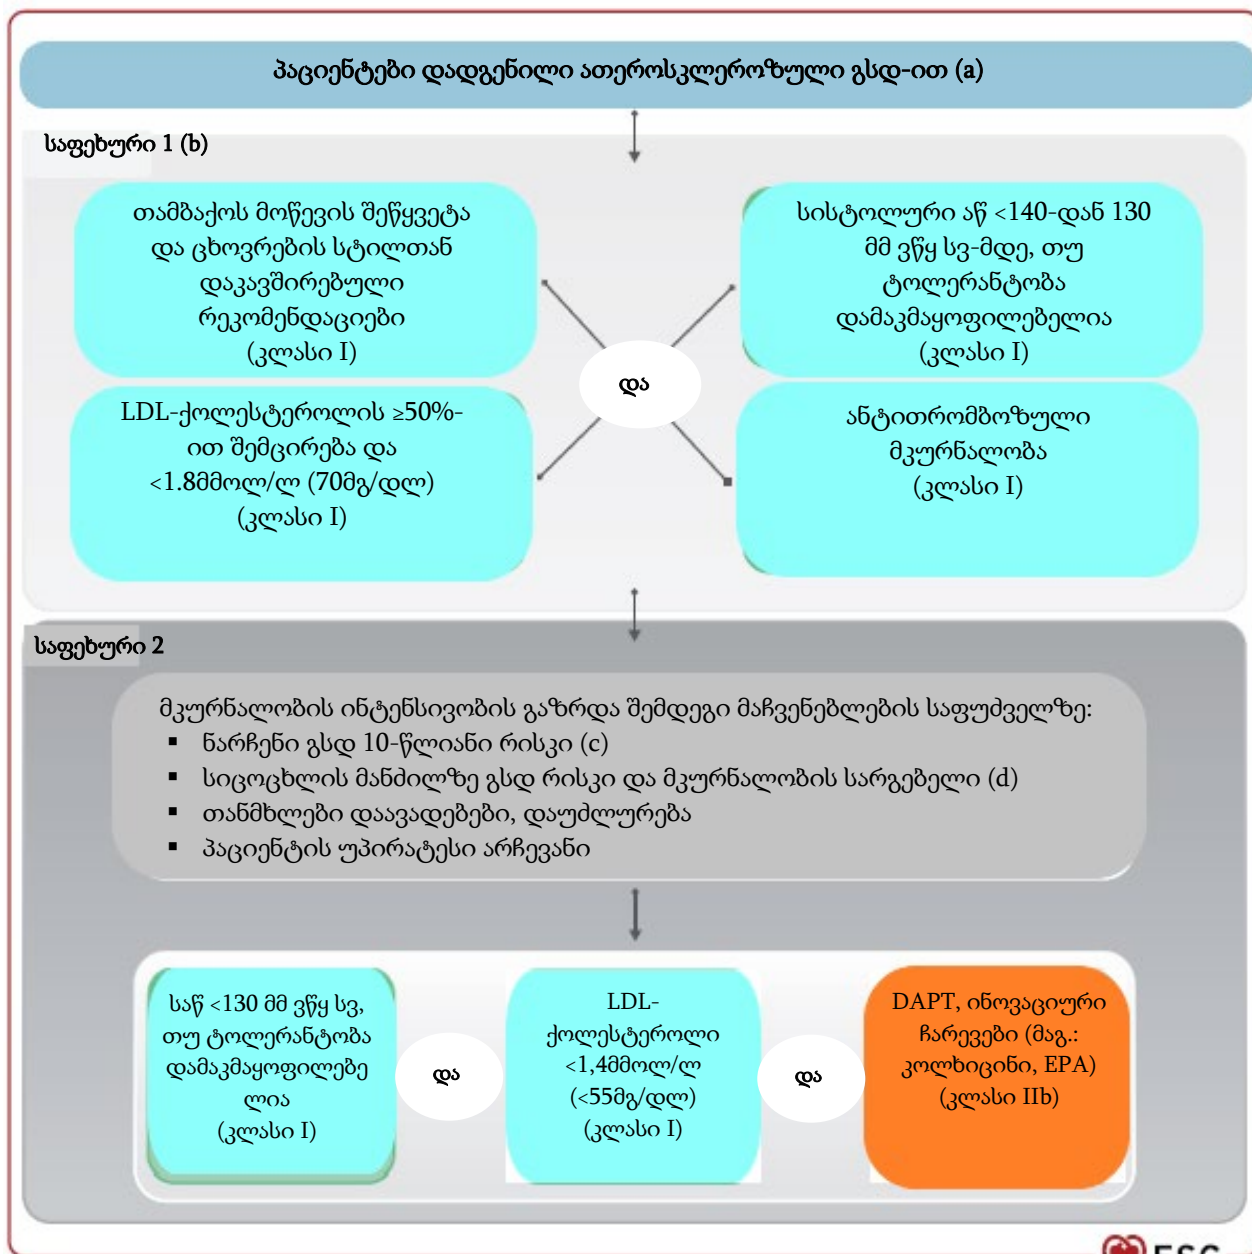 პაციენტები დადგენილი ათეროსკლეროზული გსდ-ით (a)
საფეხური 1 (b)
თამბაქოს მოწევის შეწყვეტა
და ცხოვრების სტილთან
დაკავშირებული
რეკომენდაციები
(კლასი I)
სისტოლური აწ <140-დან 130
მმ ვწყ სვ-მდე, თუ
ტოლერანტობა
დამაკმაყოფილებელია
(კლასი I)
და
LDL-ქოლესტეროლის ≥50%-
ით შემცირება და
<1.8მმოლ/ლ (70მგ/დლ)
(კლასი I)
ანტითრომბოზული
მკურნალობა
(კლასი I)
საფეხური 2
მკურნალობის ინტენსივობის გაზრდა შემდეგი მაჩვენებლების საფუძველზე:
▪ ნარჩენი გსდ 10-წლიანი რისკი (c)
▪ სიცოცხლის მანძილზე გსდ რისკი და მკურნალობის სარგებელი (d)
▪ თანმხლები დაავადებები, დაუძლურება
▪ პაციენტის უპირატესი არჩევანი
საწ <130 მმ ვწყ სვ,
თუ ტოლერანტობა
დამაკმაყოფილებე
ლია
(კლასი I)
და
LDL-
ქოლესტეროლი
<1,4მმოლ/ლ
(<55მგ/დლ)
(კლასი I)
და
DAPT, ინოვაციური
ჩარევები (მაგ.:
კოლხიცინი, EPA)
(კლასი IIb)
ESC